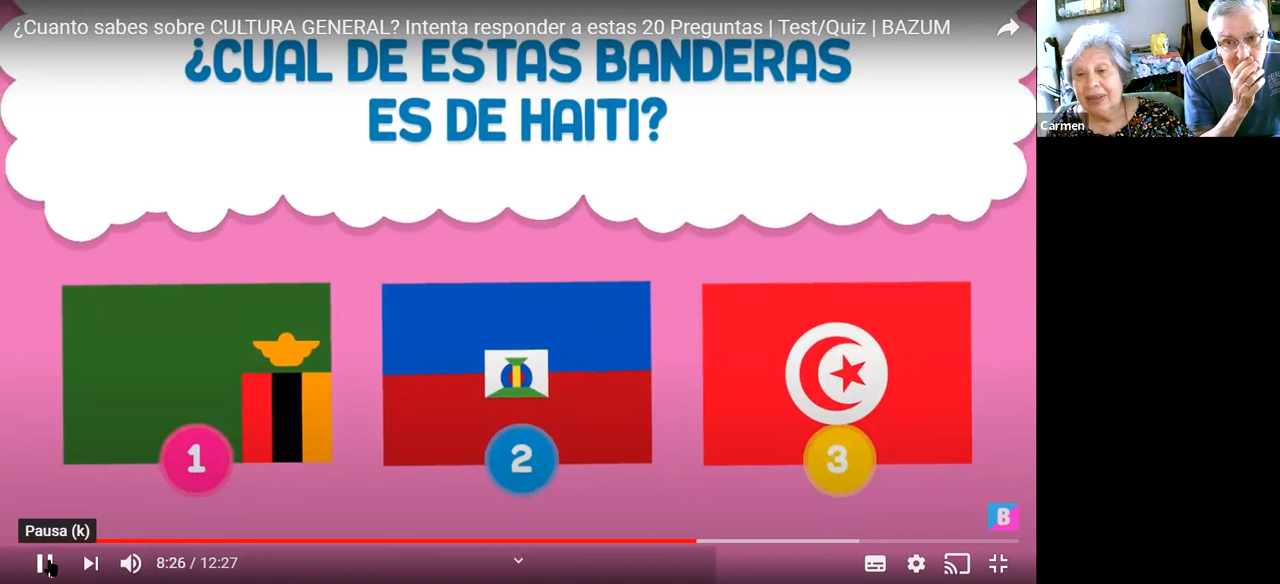 ¿Cuanto sabes sobre CULTURA GENERAL? Intenta responder a estas 20 Preguntas | Test/Quiz | BAZUM
¿CUAL DE ESTAS BANDERAS
ES DE HAITI?
Carmen
1
2
3
B
Pausa (k)
8:26 / 12:27